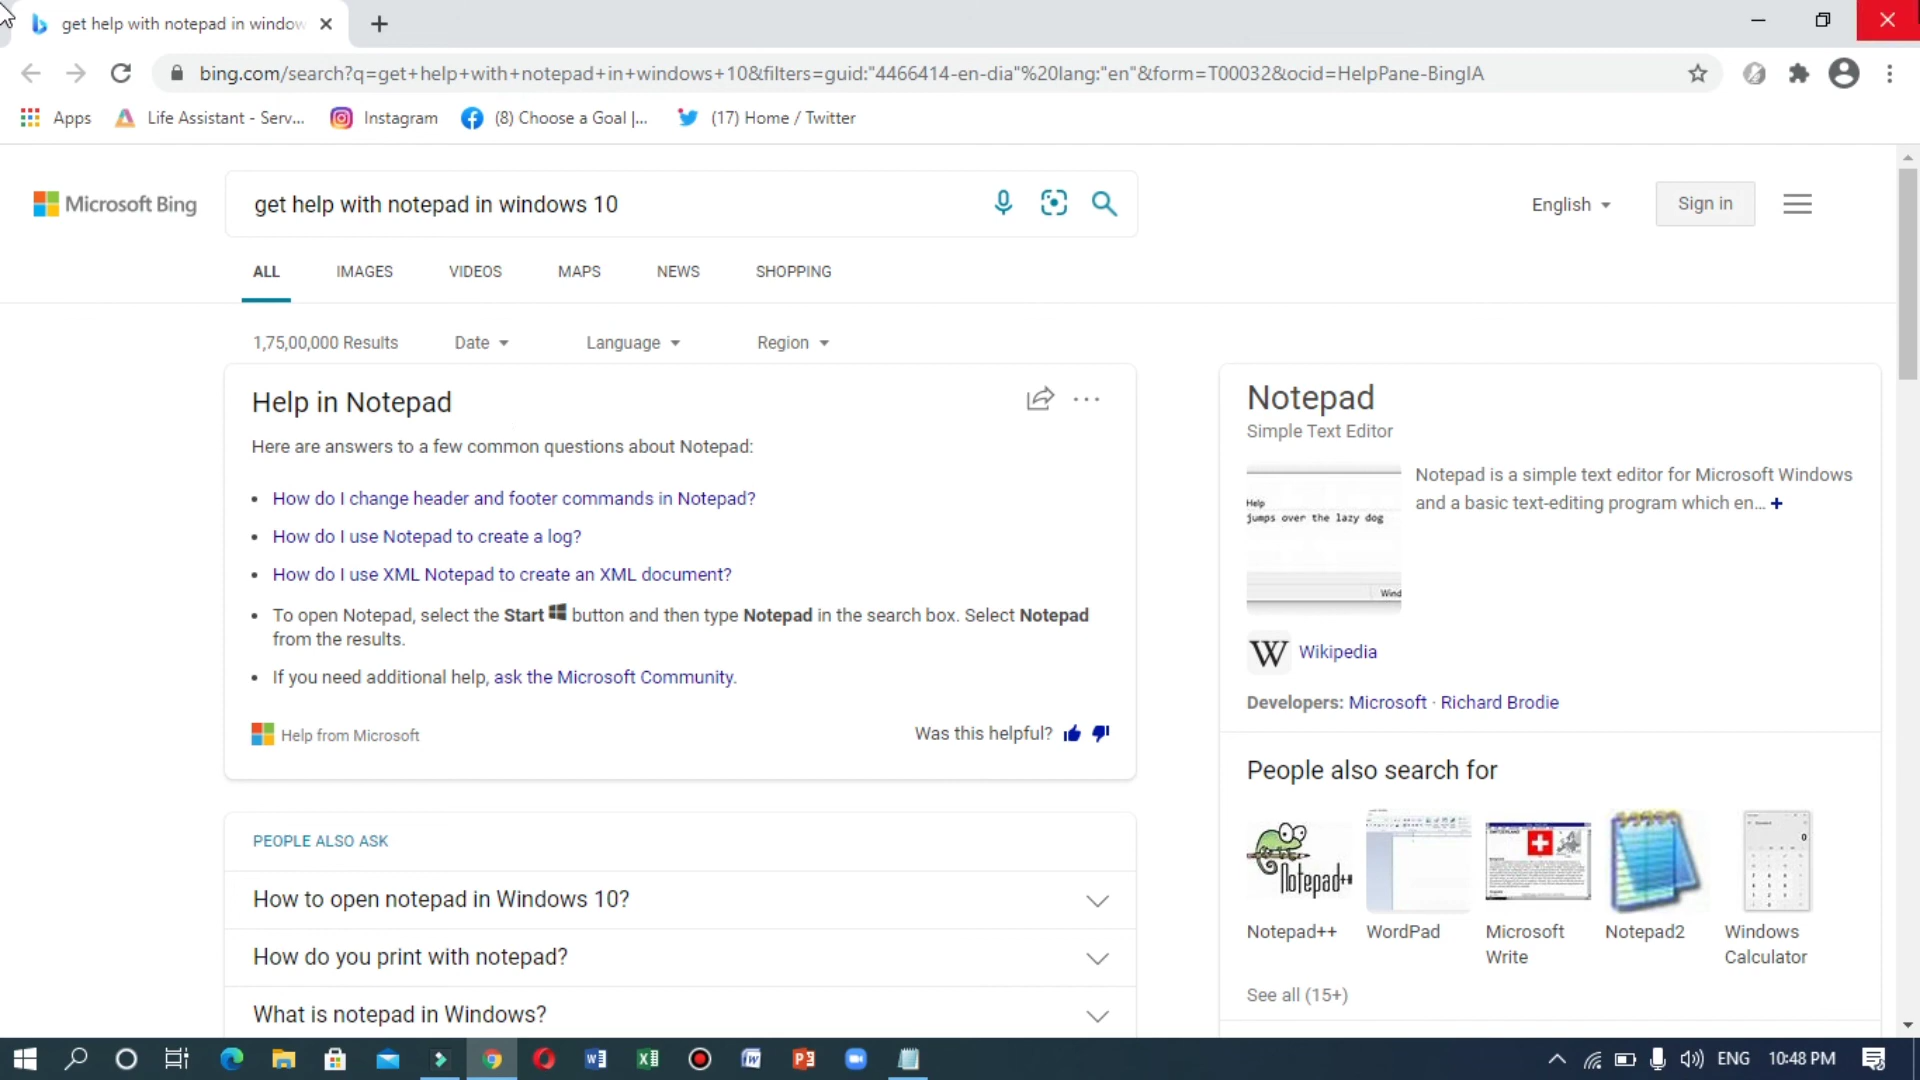 get help with notepad in window
bing.com/search?q=get+help+with+notepad+in+windows+10&filters=guid:"4466414-en-dia"%20lang:"en"&form=T00032&ocid=HelpPane-BingIA
Apps
Life Assistant - Serv...
Instagram
(8) Choose a Goal |...
(17) Home / Twitter
Microsoft Bing
get help with notepad in windows 10
English
Sign in
ALL
IMAGES
VIDEOS
MAPS
NEWS
SHOPPING
1,75,00,000 Results
Date
Language
Region
Help in Notepad
Here are answers to a few common questions about Notepad:
• How do I change header and footer commands in Notepad?
• How do I use Notepad to create a log?
• How do I use XML Notepad to create an XML document?
• To open Notepad, select the Start button and then type Notepad in the search box. Select Notepad
from the results.
• If you need additional help, ask the Microsoft Community.
Help from Microsoft
Was this helpful?
PEOPLE ALSO ASK
How to open notepad in Windows 10?
How do you print with notepad?
What is notepad in Windows?
Notepad
Simple Text Editor
Help
jumps over the lazy dog
Wind
Notepad is a simple text editor for Microsoft Windows
and a basic text-editing program which en... +
W Wikipedia
Developers: Microsoft · Richard Brodie
People also search for
Notepad++
0
Notepad++
WordPad
Microsoft
Write
Notepad2
Windows
Calculator
See all (15+)
ENG
10:48 PM